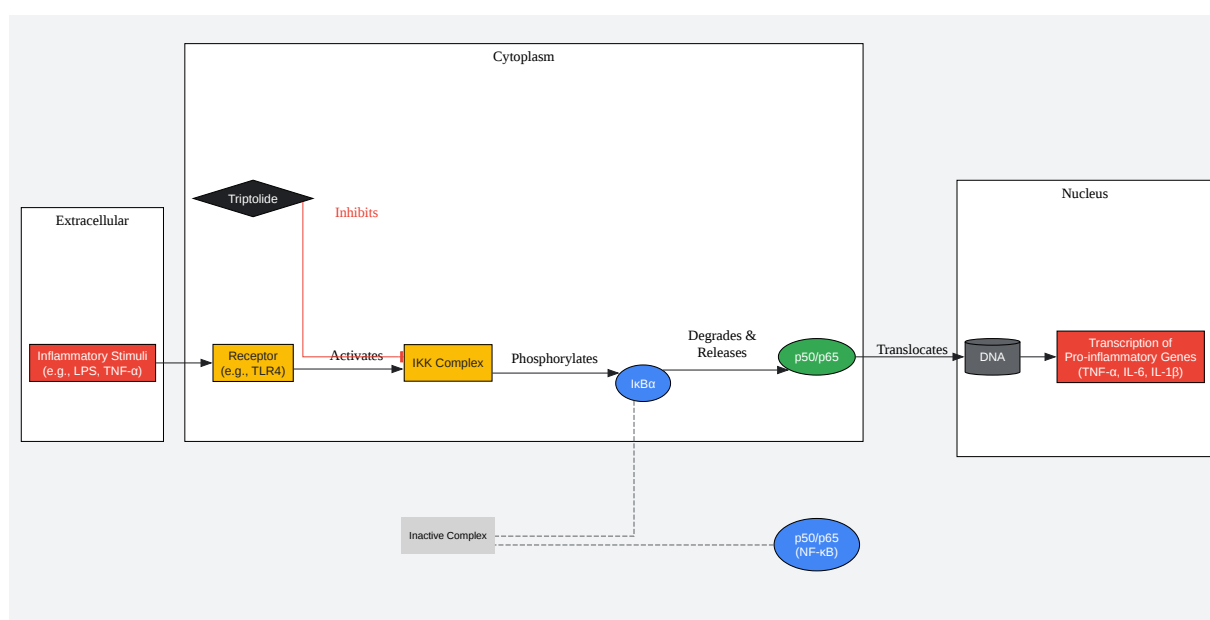 Cytoplasm
Triptolide
Inhibits
Extracellular
Nucleus
Inflammatory Stimuli
(e.g., LPS, TNF-α)
Receptor
(e.g., TLR4)
Activates
IKK Complex
Phosphorylates
IκBα
Degrades &
Releases
p50/p65
Translocates
DNA
Transcription of
Pro-inflammatory Genes
(TNF-α, IL-6, IL-1β)
Inactive Complex
p50/p65
(NF-κB)